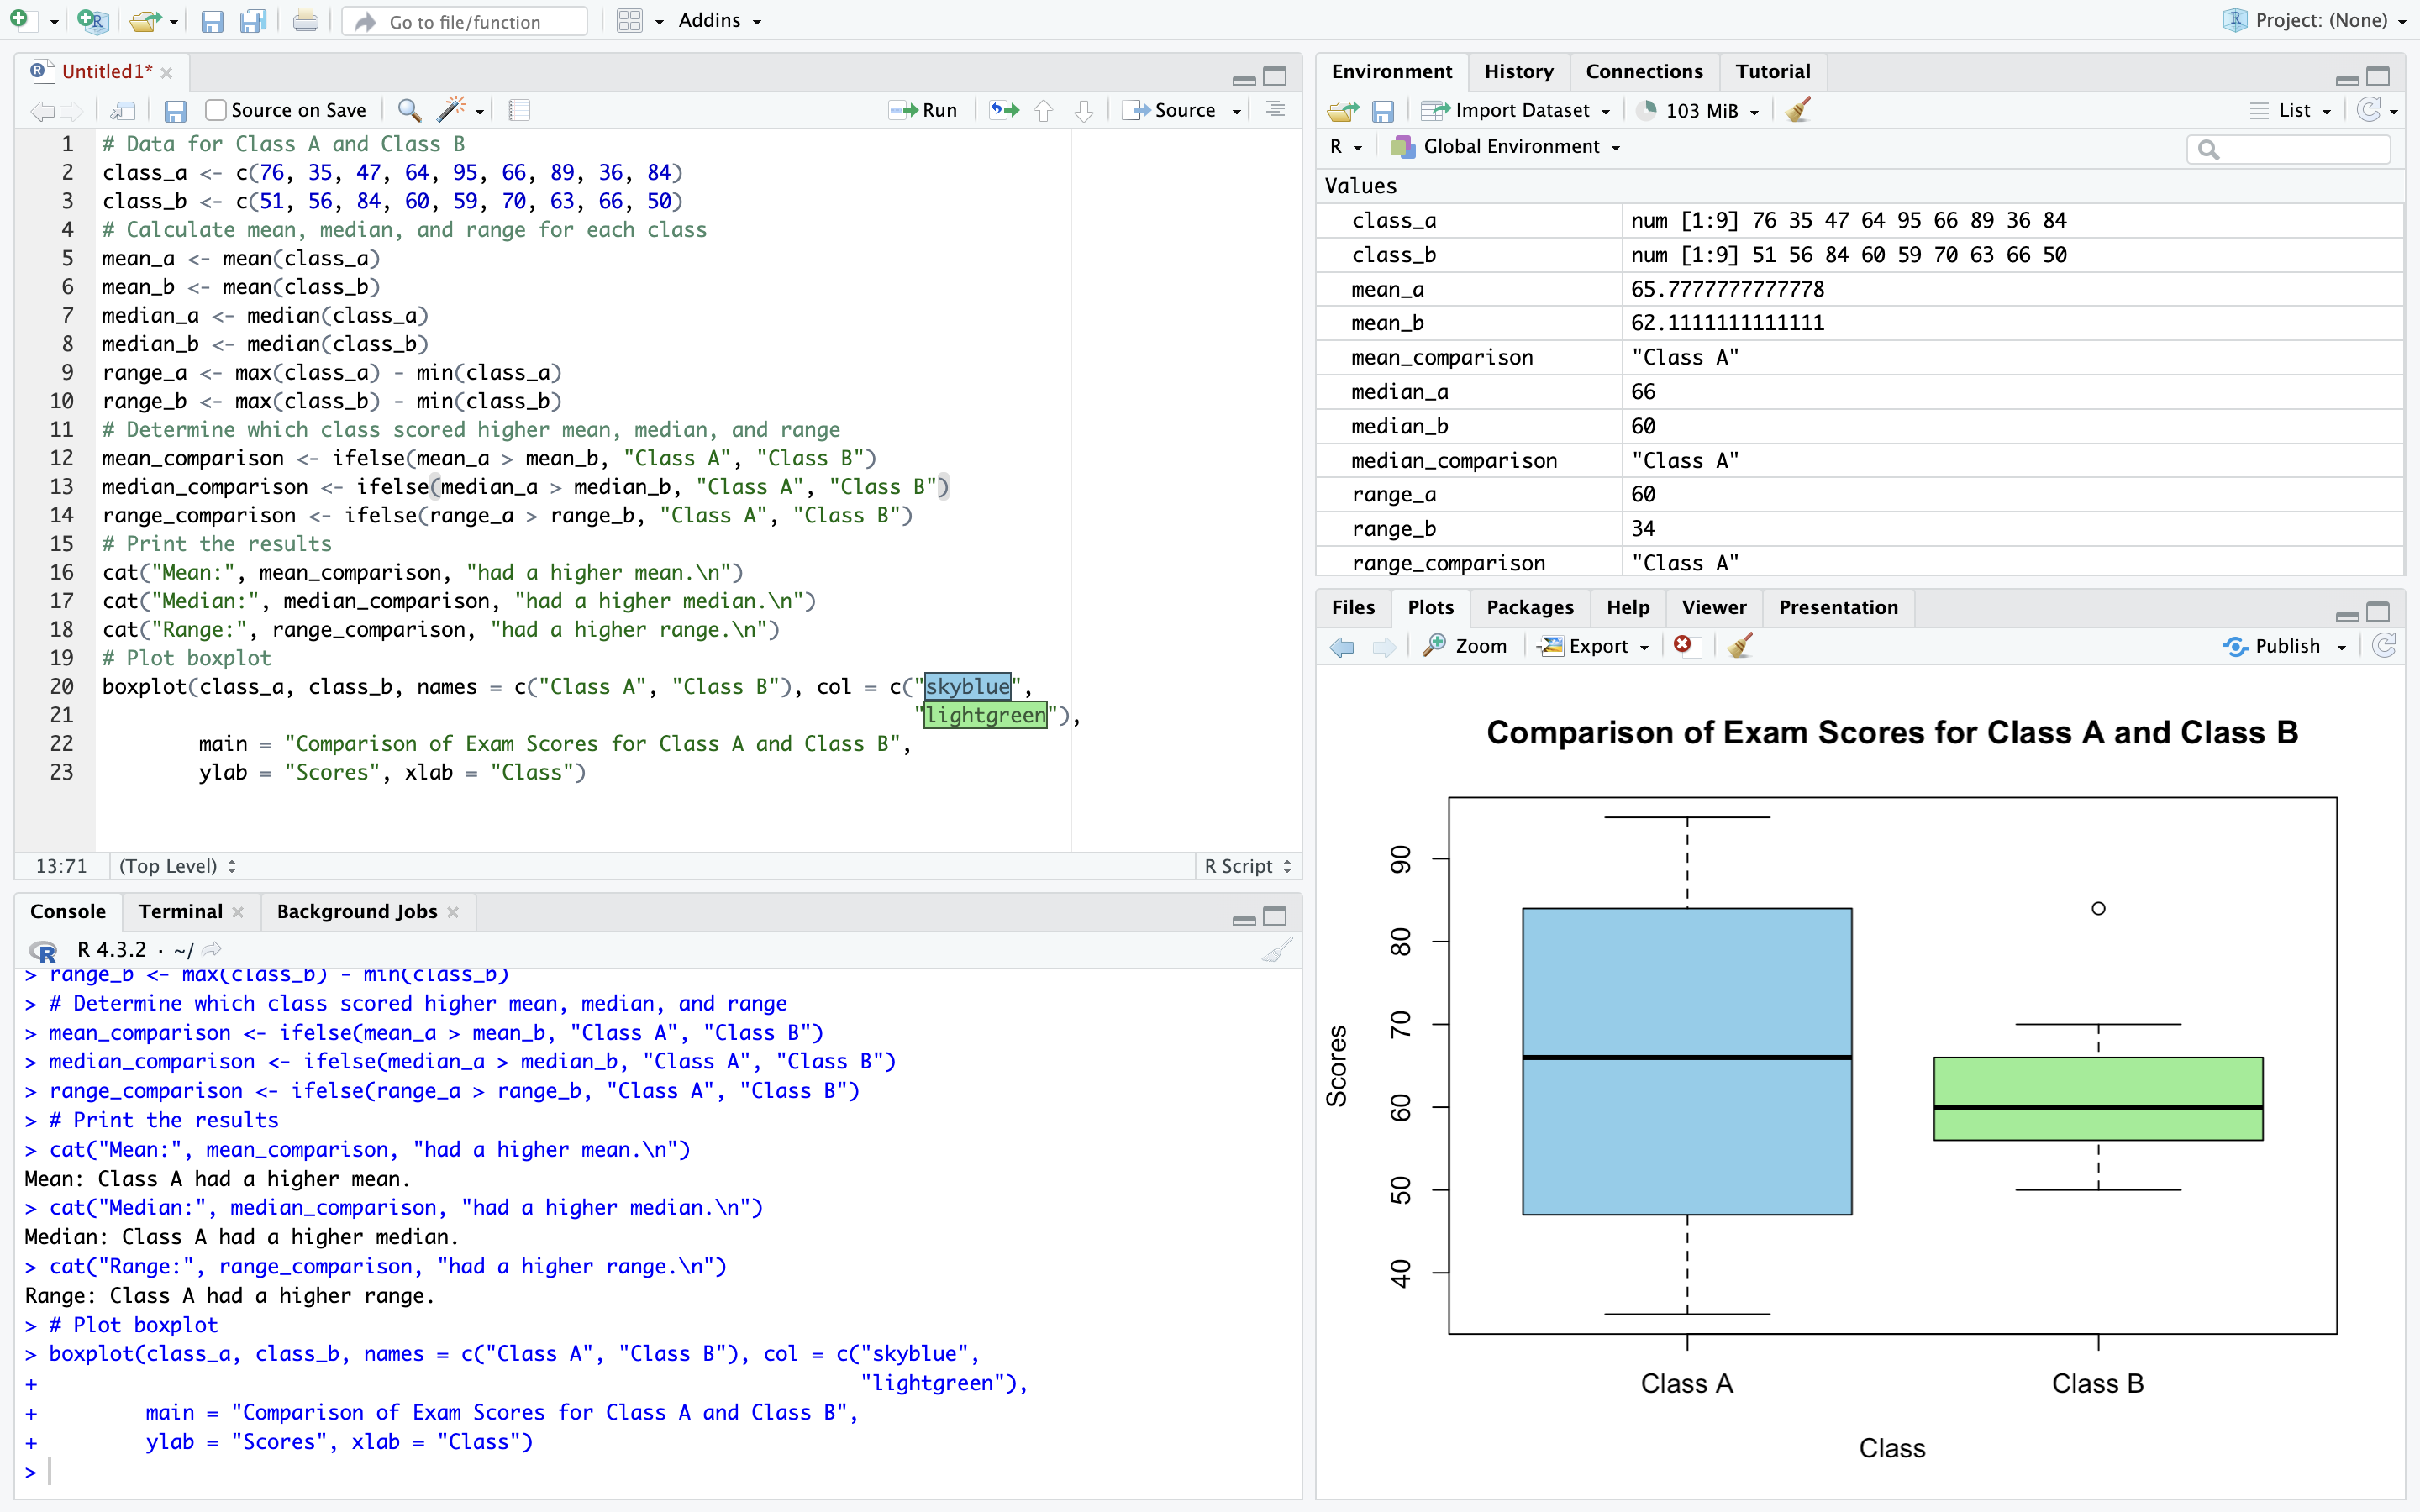 Go to file/function
Addins
Project: (None)
Untitled1*
Source on Save
Run
Source
1 # Data for Class A and Class B
2 class_a <- c(76, 35, 47, 64, 95, 66, 89, 36, 84)
3 class_b <- c(51, 56, 84, 60, 59, 70, 63, 66, 50)
4 # Calculate mean, median, and range for each class
5 mean_a <- mean(class_a)
6 mean_b <- mean(class_b)
7 median_a <- median(class_a)
8 median_b <- median(class_b)
9 range_a <- max(class_a) - min(class_a)
10 range_b <- max(class_b) - min(class_b)
11 # Determine which class scored higher mean, median, and range
12 mean_comparison <- ifelse(mean_a > mean_b, "Class A", "Class B")
13 median_comparison <- ifelse(median_a > median_b, "Class A", "Class B")
14 range_comparison <- ifelse(range_a > range_b, "Class A", "Class B")
15 # Print the results
16 cat("Mean:", mean_comparison, "had a higher mean.\n")
17 cat("Median:", median_comparison, "had a higher median.\n")
18 cat("Range:", range_comparison, "had a higher range.\n")
19 # Plot boxplot
20 boxplot(class_a, class_b, names = c("Class A", "Class B"), col = c("skyblue",
21 "lightgreen"),
22 main = "Comparison of Exam Scores for Class A and Class B",
23 ylab = "Scores", xlab = "Class")
13:71 (Top Level) R Script
Console Terminal Background Jobs
R R 4.3.2 · ~/
> range_b <- max(class_b) - min(class_b)
> # Determine which class scored higher mean, median, and range
> mean_comparison <- ifelse(mean_a > mean_b, "Class A", "Class B")
> median_comparison <- ifelse(median_a > median_b, "Class A", "Class B")
> range_comparison <- ifelse(range_a > range_b, "Class A", "Class B")
> # Print the results
> cat("Mean:", mean_comparison, "had a higher mean.\n")
Mean: Class A had a higher mean.
> cat("Median:", median_comparison, "had a higher median.\n")
Median: Class A had a higher median.
> cat("Range:", range_comparison, "had a higher range.\n")
Range: Class A had a higher range.
> # Plot boxplot
> boxplot(class_a, class_b, names = c("Class A", "Class B"), col = c("skyblue",
+ "lightgreen"),
+ main = "Comparison of Exam Scores for Class A and Class B",
+ ylab = "Scores", xlab = "Class")
>
Environment History Connections Tutorial
Import Dataset 103 MiB List
R Global Environment
Values
class_a num [1:9] 76 35 47 64 95 66 89 36 84
class_b num [1:9] 51 56 84 60 59 70 63 66 50
mean_a 65.7777777777778
mean_b 62.1111111111111
mean_comparison "Class A"
median_a 66
median_b 60
median_comparison "Class A"
range_a 60
range_b 34
range_comparison "Class A"
Files Plots Packages Help Viewer Presentation
Zoom Export Publish
Comparison of Exam Scores for Class A and Class B
Scores
90
80
70
60
50
40
Class A Class B
Class